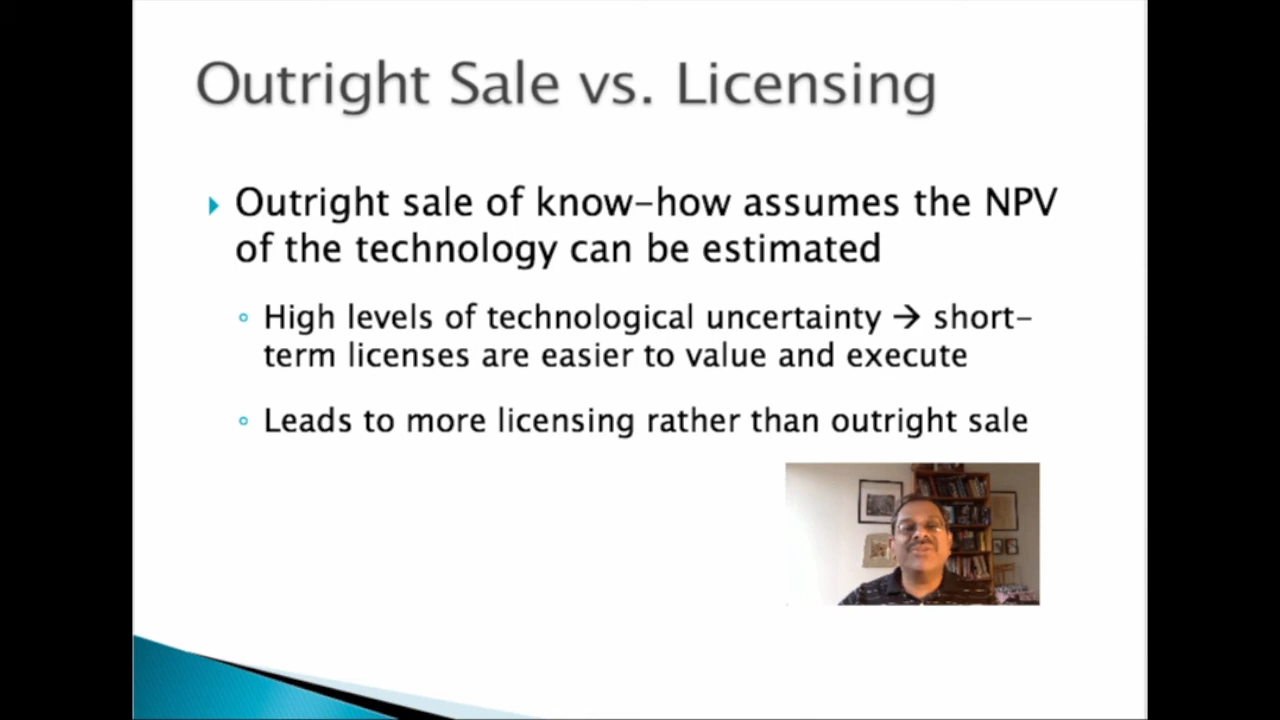 Outright Sale vs. Licensing
Outright sale of know-how assumes the NPV
of the technology can be estimated
High levels of technological uncertainty → short-
term licenses are easier to value and execute
Leads to more licensing rather than outright sale